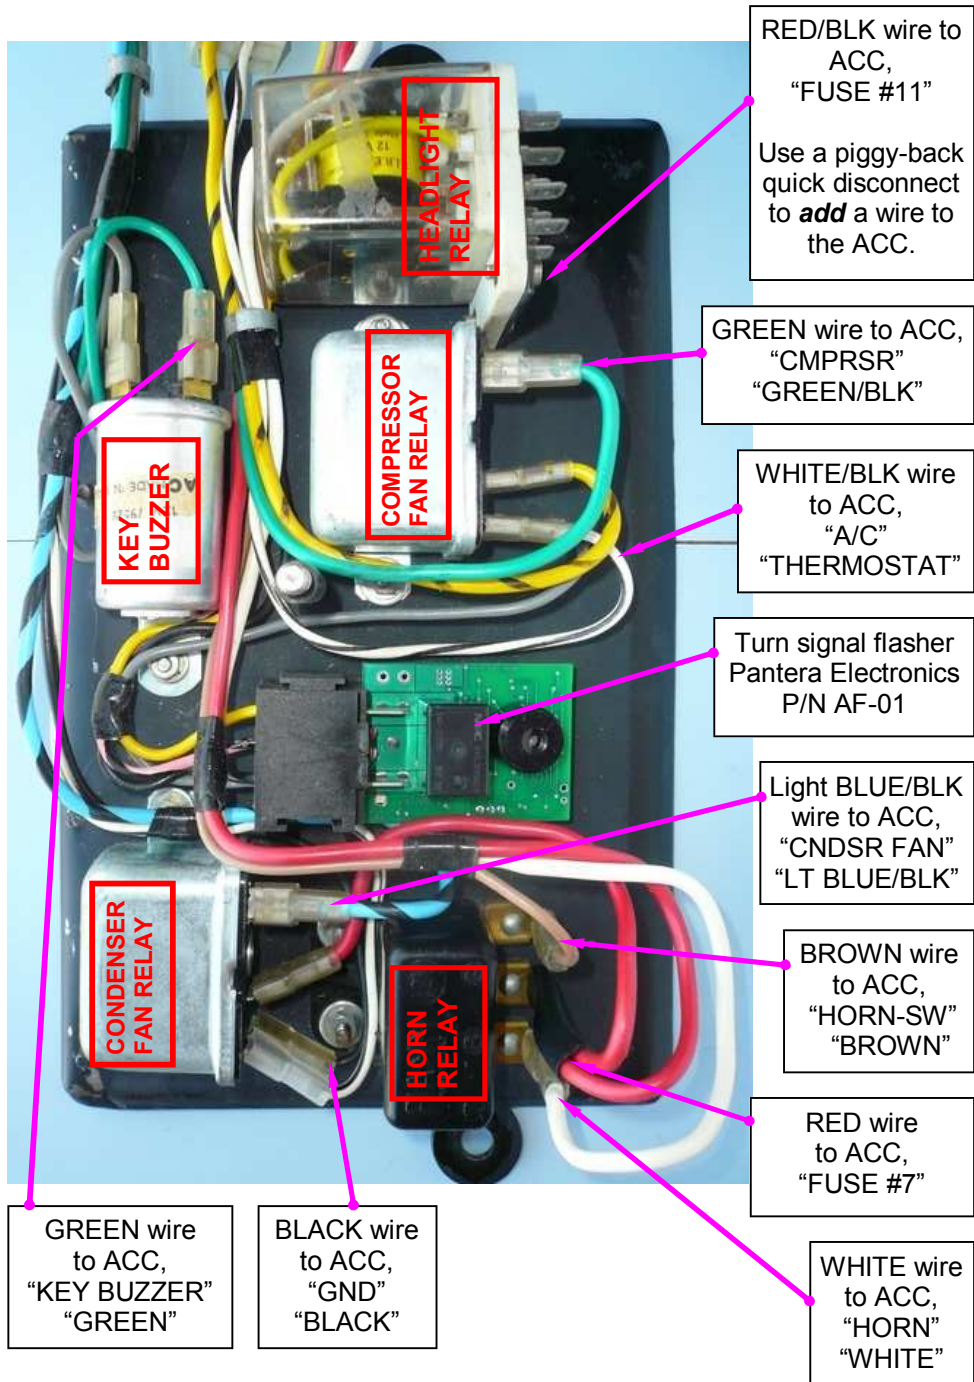 RED/BLK wire to
ACC,
“FUSE #11”
Use a piggy-back
quick disconnect
to add a wire to
the ACC.
HEADLIGHT
RELAY
12 V
GREEN wire to ACC,
“CMPRSR”
“GREEN/BLK”
COMPRESSOR
FAN RELAY
KEY
BUZZER
WHITE/BLK wire
to ACC,
“A/C”
“THERMOSTAT”
Turn signal flasher
Pantera Electronics
P/N AF-01
Light BLUE/BLK
wire to ACC,
“CNDSR FAN”
“LT BLUE/BLK”
CONDENSER
FAN RELAY
HORN
RELAY
BROWN wire
to ACC,
“HORN-SW”
“BROWN”
RED wire
to ACC,
“FUSE #7”
GREEN wire
to ACC,
“KEY BUZZER”
“GREEN”
BLACK wire
to ACC,
“GND”
“BLACK”
WHITE wire
to ACC,
“HORN”
“WHITE”